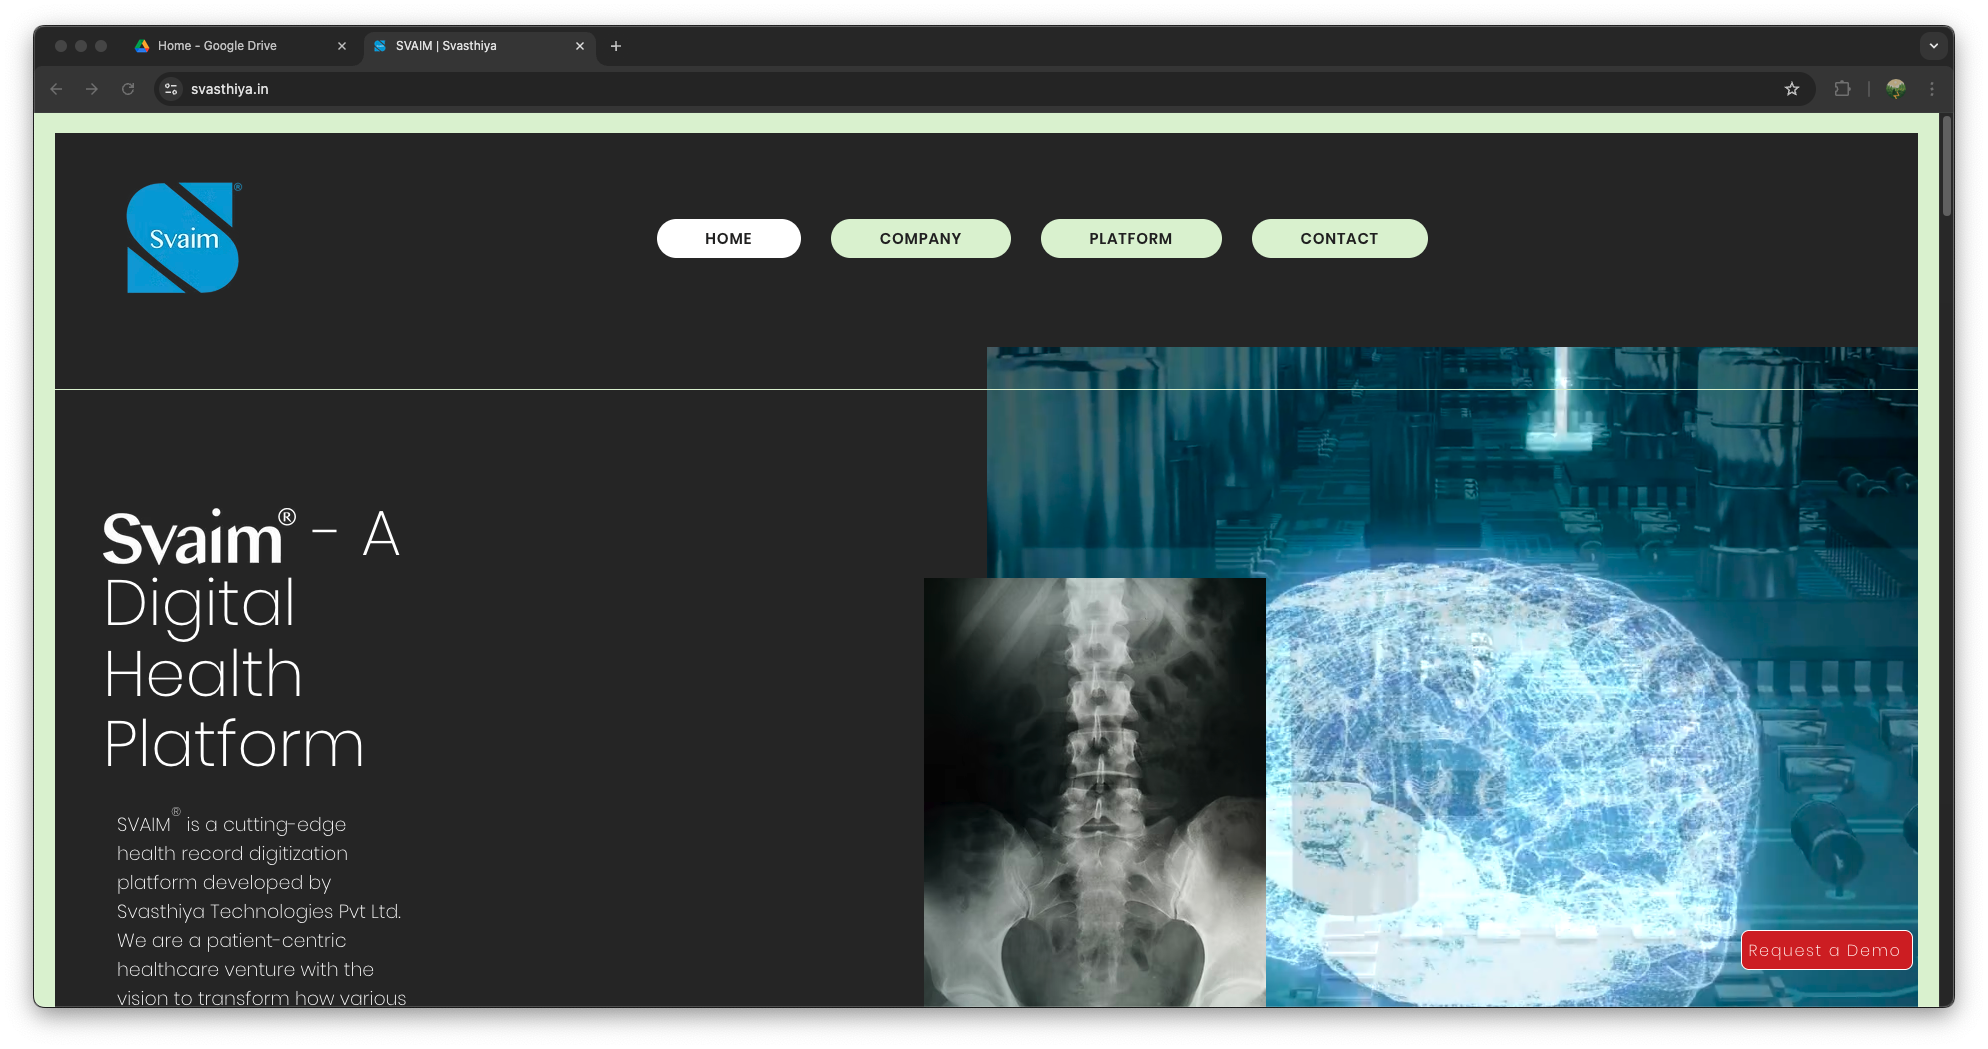 Home - Google Drive
SVAIM | Svasthiya
svasthiya.in
Svaim®
HOME
COMPANY
PLATFORM
CONTACT
Svaim® - A
Digital
Health
Platform
SVAIM® is a cutting-edge
health record digitization
platform developed by
Svasthiya Technologies Pvt Ltd.
We are a patient-centric
healthcare venture with the
vision to transform how various
Request a Demo